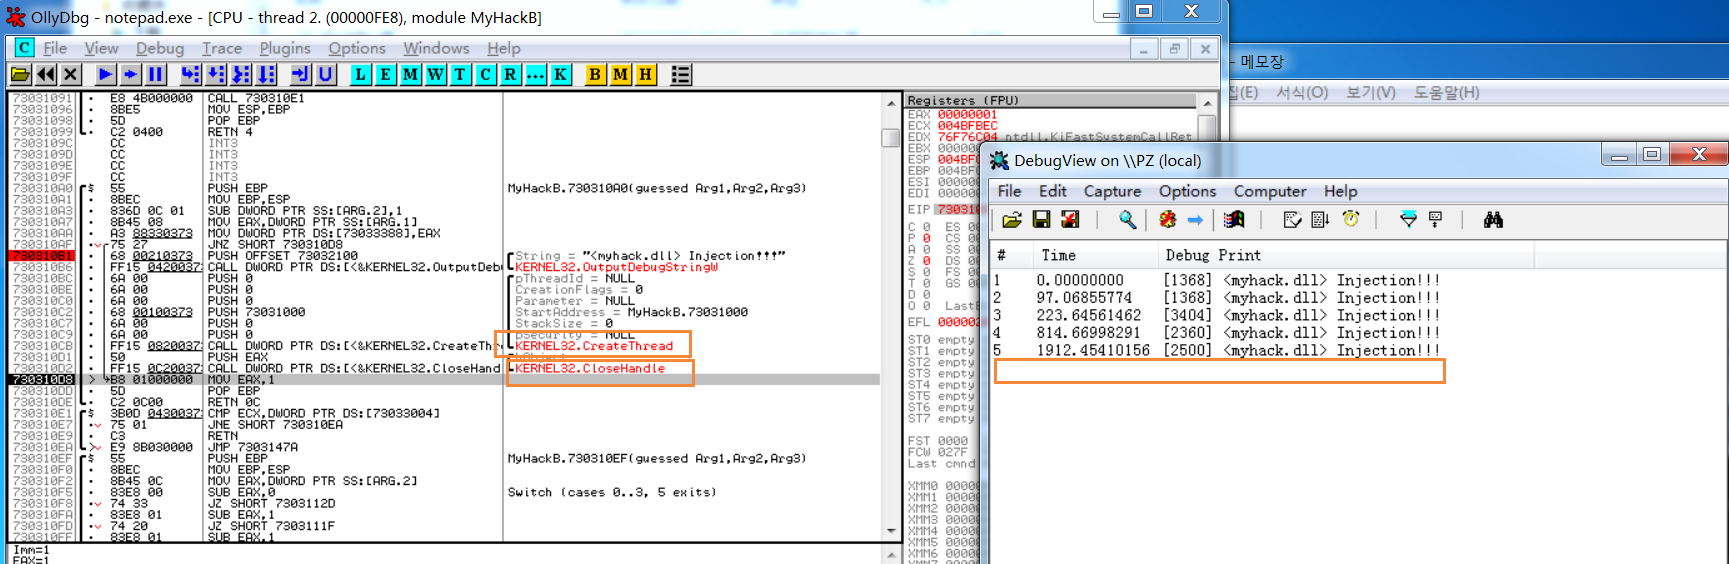 OllyDbg - notepad.exe - [CPU - thread 2. (00000FE8), module MyHackB]
C File View Debug Trace Plugins Options Windows Help
L E M W T C R ... K B M H
73031091 E8 4B000000 CALL 730310E1
73031096 8BE5 MOV ESP,EBP
73031098 5D POP EBP
73031099 C2 0400 RETN 4
7303109C CC INT3
7303109D CC INT3
7303109E CC INT3
7303109F CC INT3
730310A0 55 PUSH EBP MyHackB.730310A0(guessed Arg1,Arg2,Arg3)
730310A1 8BEC MOV EBP,ESP
730310A3 836D 0C 01 SUB DWORD PTR SS:[ARG.2],1
730310A7 8B45 08 MOV EAX,DWORD PTR SS:[ARG.1]
730310AA A3 88330373 MOV DWORD PTR DS:[73033388],EAX
730310AF 75 27 JNZ SHORT 730310D8
730310B1 68 00210373 PUSH OFFSET 73032100 String = "<myhack.dll> Injection!!!"
730310B6 FF15 0420037 CALL DWORD PTR DS:[<&KERNEL32.OutputDeb KERNEL32.OutputDebugStringW
730310BC 6A 00 PUSH 0 pThreadId = NULL
730310BE 6A 00 PUSH 0 CreationFlags = 0
730310C0 6A 00 PUSH 0 Parameter = NULL
730310C2 68 00100373 PUSH 73031000 StartAddress = MyHackB.73031000
730310C7 6A 00 PUSH 0 StackSize = 0
730310C9 6A 00 PUSH 0 pSecurity = NULL
730310CB FF15 0820037 CALL DWORD PTR DS:[<&KERNEL32.CreateThr KERNEL32.CreateThread
730310D1 50 PUSH EAX hObject
730310D2 FF15 0C20037 CALL DWORD PTR DS:[<&KERNEL32.CloseHand KERNEL32.CloseHandle
730310D8 B8 01000000 MOV EAX,1
730310DD 5D POP EBP
730310DE C2 0C00 RETN 0C
730310E1 3B0D 0430037 CMP ECX,DWORD PTR DS:[73033004]
730310E7 75 01 JNE SHORT 730310EA
730310E9 C3 RETN
730310EA E9 8B030000 JMP 7303147A
730310EF 55 PUSH EBP MyHackB.730310EF(guessed Arg1,Arg2,Arg3)
730310F0 8BEC MOV EBP,ESP
730310F2 8B45 0C MOV EAX,DWORD PTR SS:[ARG.2]
730310F5 83E8 00 SUB EAX,0 Switch (cases 0..3, 5 exits)
730310F8 74 33 JZ SHORT 7303112D
730310FA 83E8 01 SUB EAX,1
730310FD 74 20 JZ SHORT 7303111F
730310FF 83E8 01 SUB EAX,1
Imm=1
EAX=1
Registers (FPU)
EAX 00000001
ECX 004BFBEC
EDX 76F76C04 ntdll.KiFastSystemCallRet
EBX 000000
ESP 004BF
EBP 004BF
ESI 000000
EDI 000000
EIP 730310
C 0 ES 0
P 0 CS 0
A 0 SS 0
Z 0 DS 0
S 0 FS 0
T 0 GS 0
D 0
O 0 LastE
EFL 000002
ST0 empty
ST1 empty
ST2 empty
ST3 empty
ST4 empty
ST5 empty
ST6 empty
ST7 empty
FST 0000
FCW 027F
Last cmnd
XMM0 0000
XMM1 0000
XMM2 0000
XMM3 0000
XMM4 0000
XMM5 0000
XMM6 0000
XMM7 0000
- 메모장
집(E) 서식(O) 보기(V) 도움말(H)
DebugView on \\PZ (local)
File Edit Capture Options Computer Help
# Time Debug Print
1 0.00000000 [1368] <myhack.dll> Injection!!!
2 97.06855774 [1368] <myhack.dll> Injection!!!
3 223.64561462 [3404] <myhack.dll> Injection!!!
4 814.66998291 [2360] <myhack.dll> Injection!!!
5 1912.45410156 [2500] <myhack.dll> Injection!!!